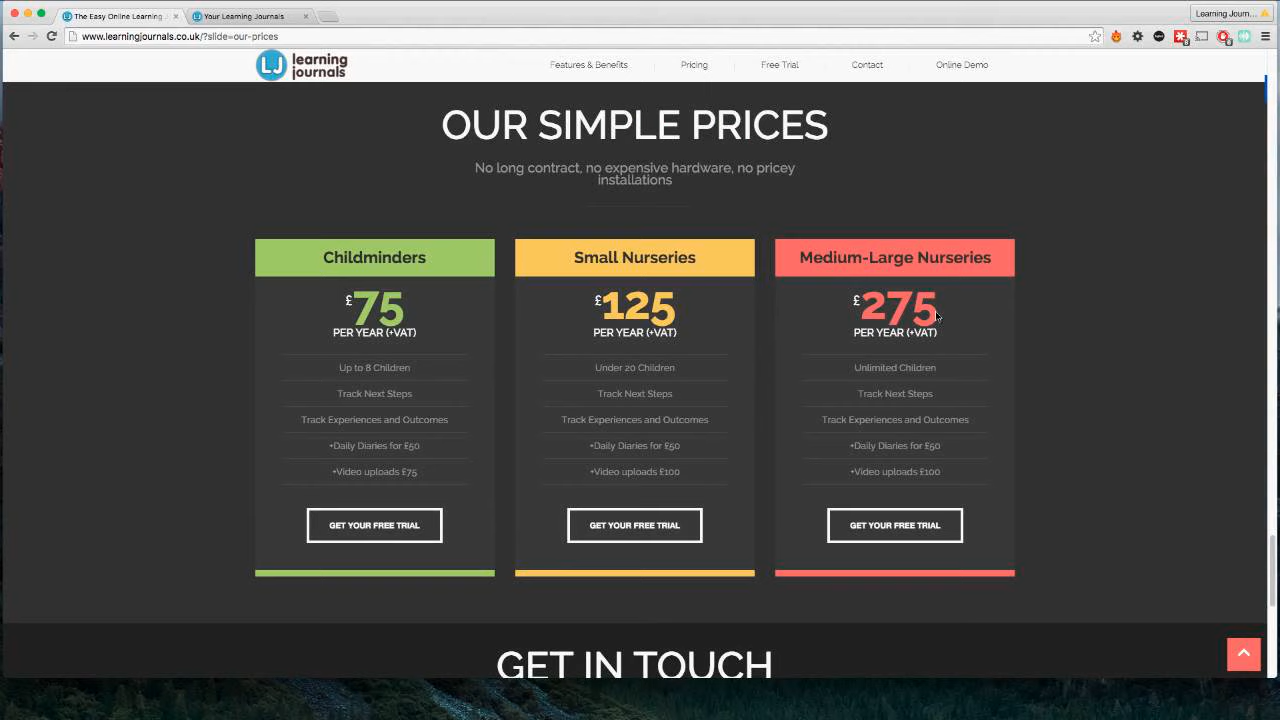 The Easy Online Learning
Your Learning Journals
Learning Journ...
www.learningjournals.co.uk/?slide=our-prices
LJ learning journals
Features & Benefits
Pricing
Free Trial
Contact
Online Demo
OUR SIMPLE PRICES
No long contract, no expensive hardware, no pricey
installations
Childminders
£75
PER YEAR (+VAT)
Up to 8 Children
Track Next Steps
Track Experiences and Outcomes
+Daily Diaries for £50
+Video uploads £75
GET YOUR FREE TRIAL
Small Nurseries
£125
PER YEAR (+VAT)
Under 20 Children
Track Next Steps
Track Experiences and Outcomes
+Daily Diaries for £50
+Video uploads £100
GET YOUR FREE TRIAL
Medium-Large Nurseries
£275
PER YEAR (+VAT)
Unlimited Children
Track Next Steps
Track Experiences and Outcomes
+Daily Diaries for £50
+Video uploads £100
GET YOUR FREE TRIAL
GET IN TOUCH